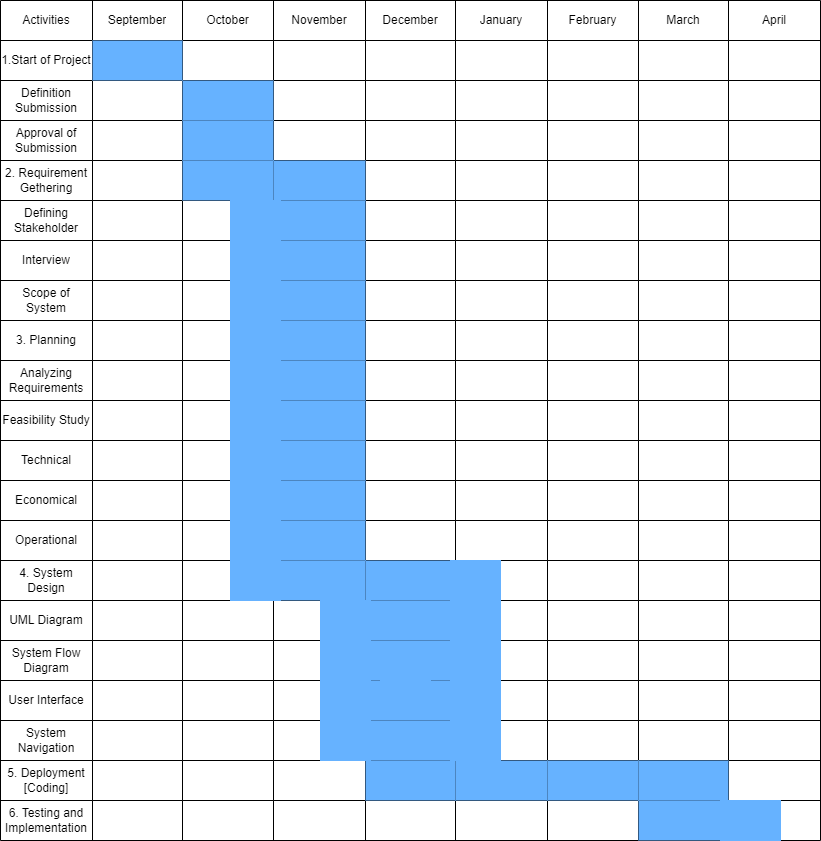 Activities
September
October
November
December
January
February
March
April
1.Start of Project
Definition
Submission
Approval of
Submission
2. Requirement
Gethering
Defining
Stakeholder
Interview
Scope of
System
3. Planning
Analyzing
Requirements
Feasibility Study
Technical
Economical
Operational
4. System
Design
UML Diagram
System Flow
Diagram
User Interface
System
Navigation
5. Deployment
[Coding]
6. Testing and
Implementation